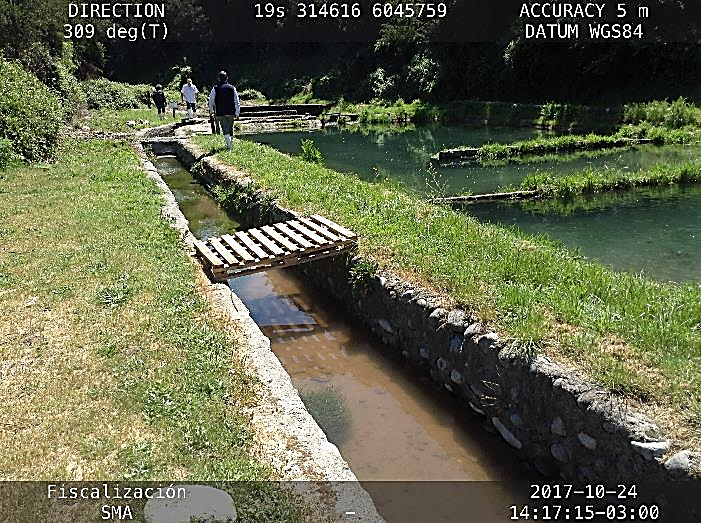 DIRECTION
309 deg(T)
19s 314616 6045759
ACCURACY 5 m
DATUM WGS84
Fiscalización
SMA
-
2017-10-24
14:17:15-03:00